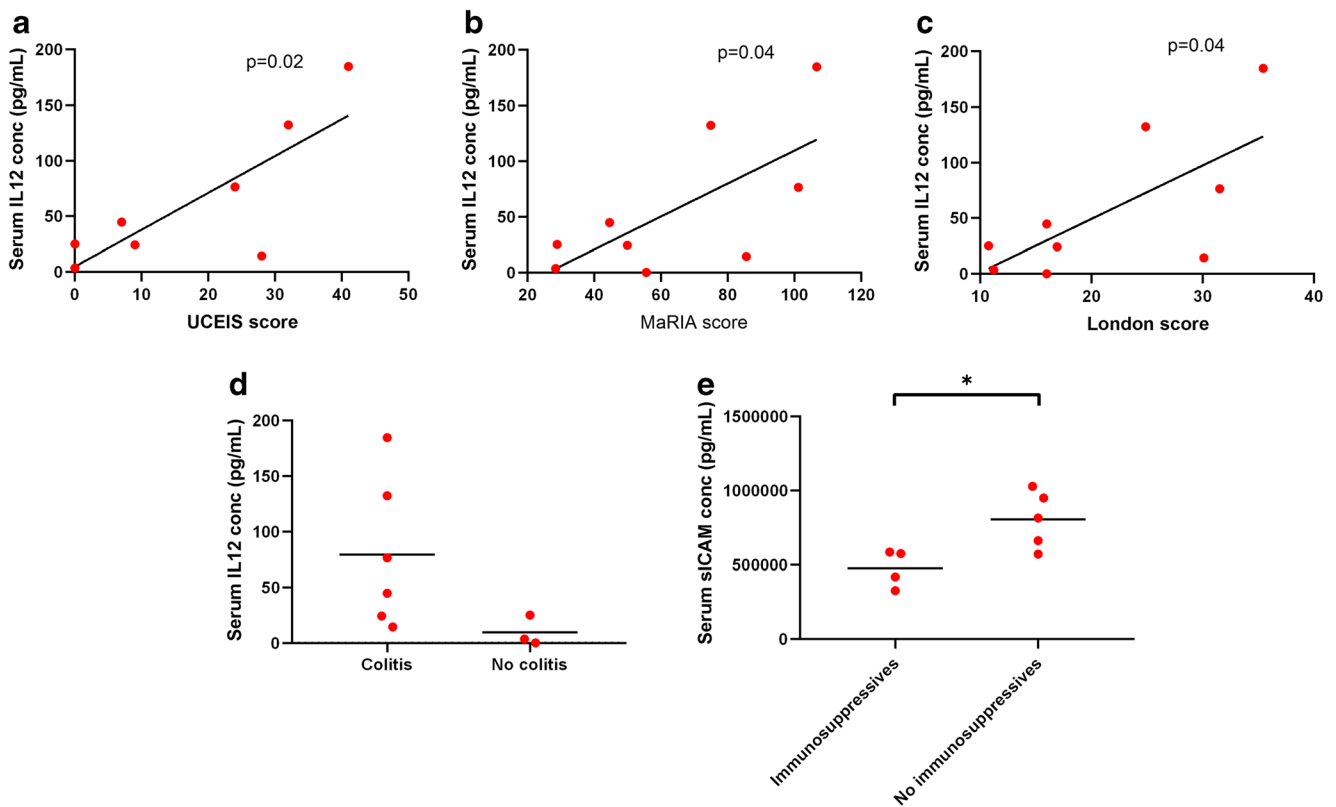 a
p=0.02
Serum IL12 conc (pg/mL)
200
150
100
50
0
0
10
20
30
40
50
UCEIS score
b
p=0.04
Serum IL12 conc (pg/mL)
200
150
100
50
0
20
40
60
80
100
120
MaRIA score
c
p=0.04
Serum IL12 conc (pg/mL)
200
150
100
50
0
10
20
30
40
London score
d
Serum IL12 conc (pg/mL)
200
150
100
50
0
Colitis
No colitis
e
*
Serum sICAM conc (pg/mL)
1500000
1000000
500000
0
Immunosuppressives
No immunosuppressives